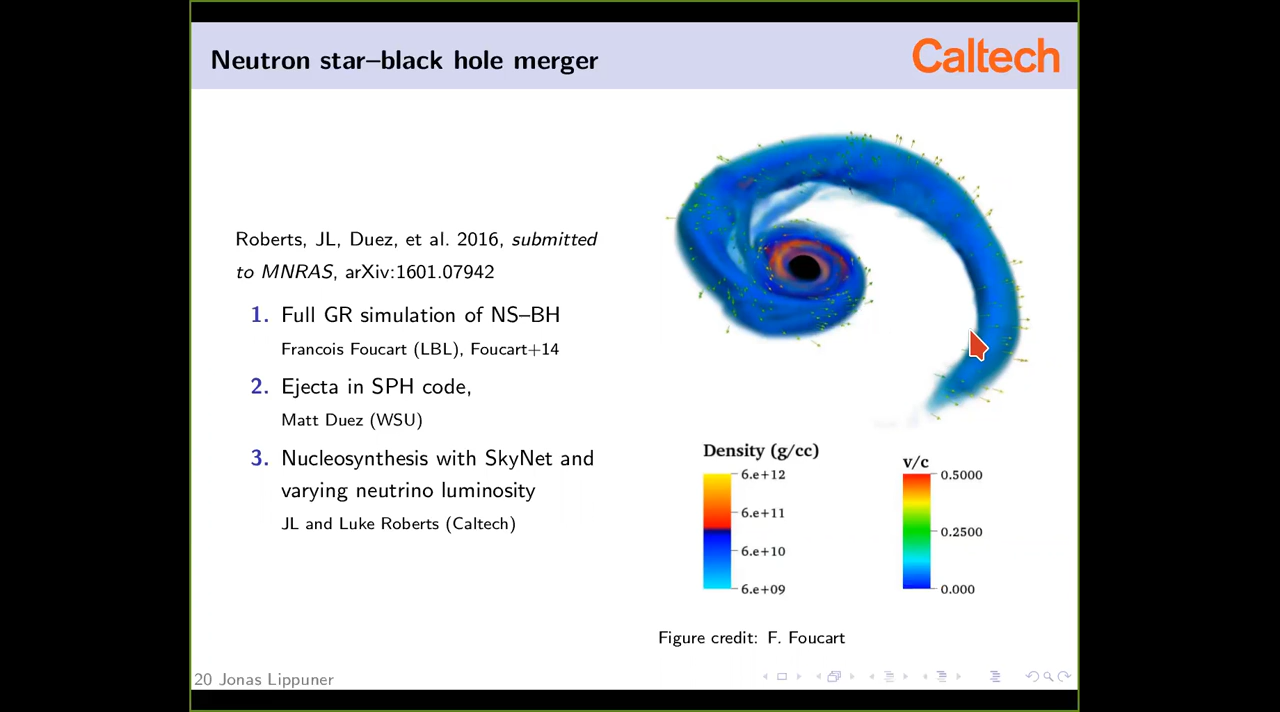 Neutron star–black hole merger
Caltech
Roberts, JL, Duez, et al. 2016, submitted
to MNRAS, arXiv:1601.07942
1. Full GR simulation of NS–BH
Francois Foucart (LBL), Foucart+14
2. Ejecta in SPH code,
Matt Duez (WSU)
3. Nucleosynthesis with SkyNet and
varying neutrino luminosity
JL and Luke Roberts (Caltech)
Density (g/cc)
6.e+12
6.e+11
6.e+10
6.e+09
v/c
0.5000
0.2500
0.000
Figure credit: F. Foucart
20 Jonas Lippuner